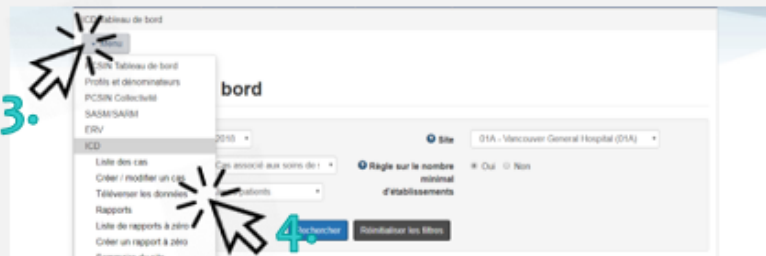 ICD Tableau de bord
Menu
PCSIN Tableau de bord
Profils et dénominateurs
PCSIN Collectivité
bord
SASM/SARM
3.
ERV
ICD
2018
Site
01A - Vancouver General Hospital (01A)
Liste des cas
Cas associé aux soins de
Règle sur le nombre minimal d'établissements
Oui
Non
Créer / modifier un cas
Téléverser les données
Rapports
4.
Rechercher
Réinitialiser les filtres
Liste de rapports à zéro
Créer un rapport à zéro